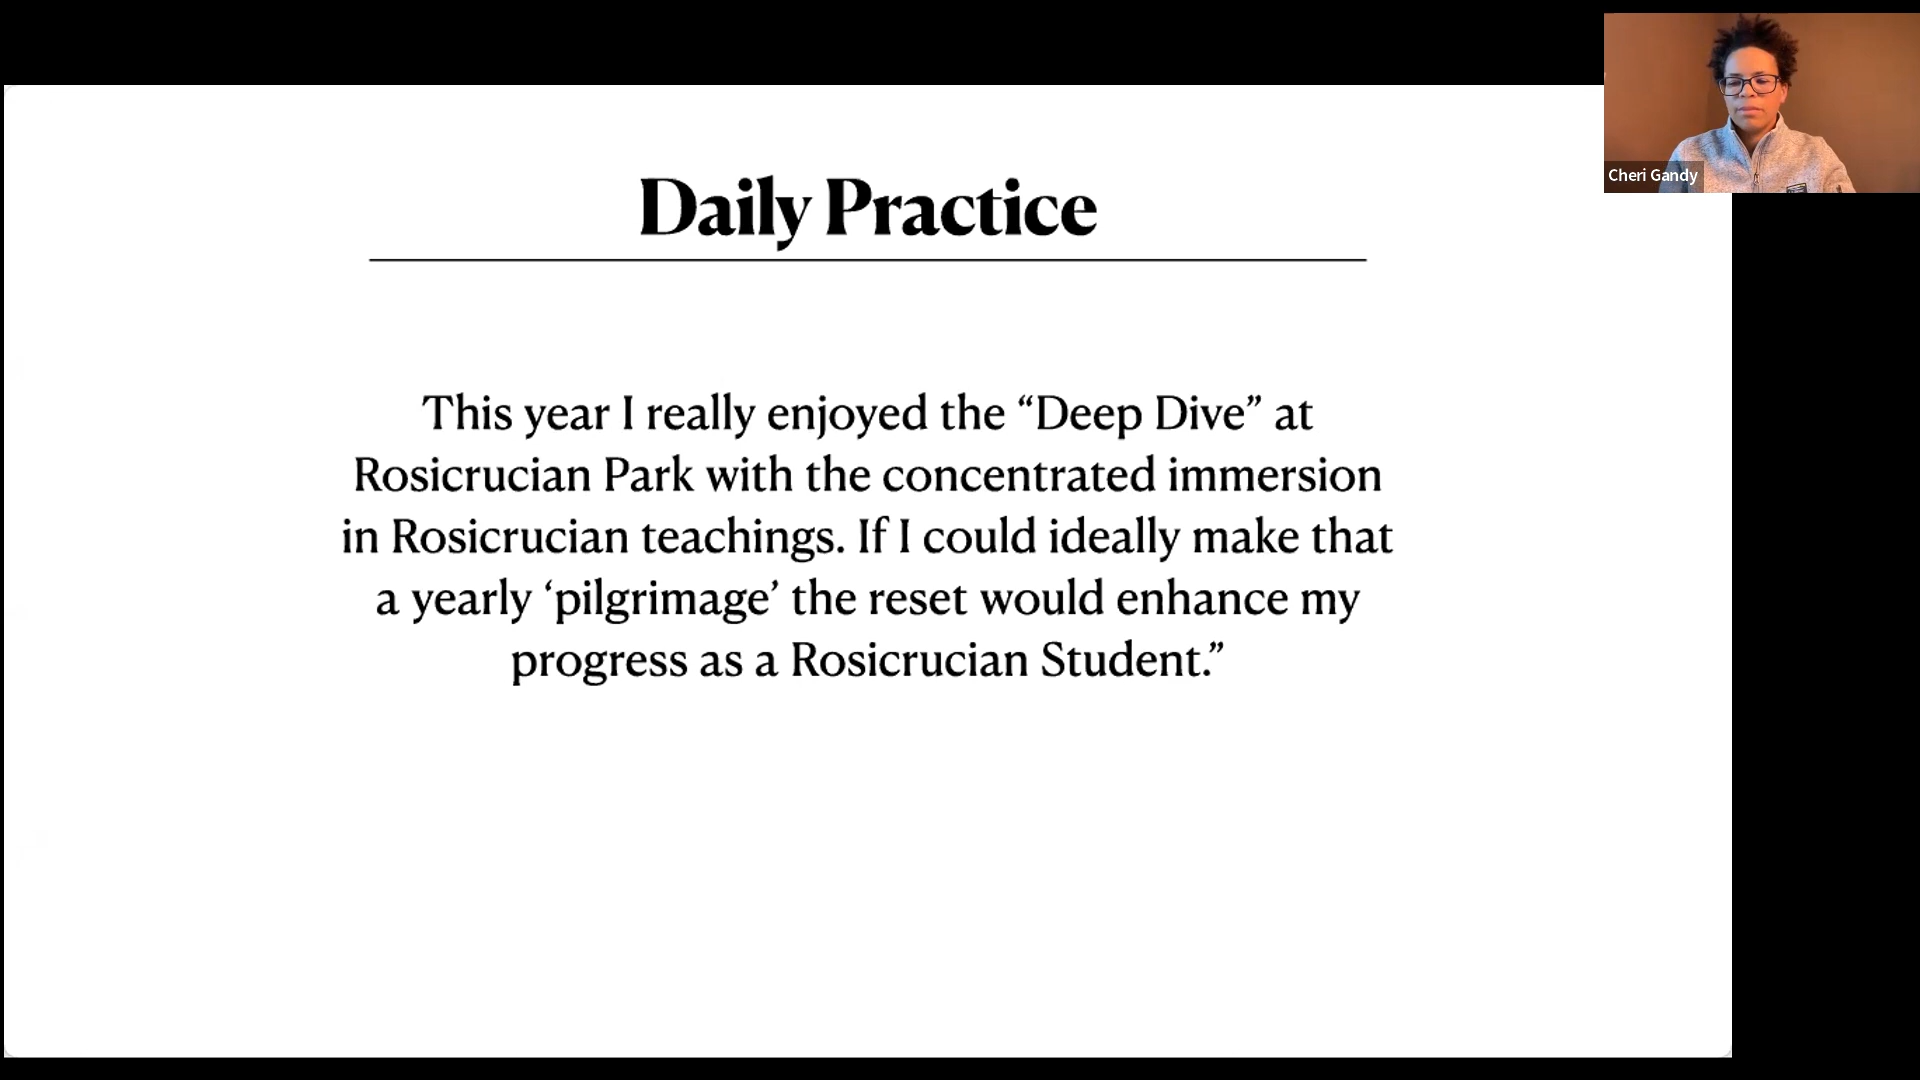 Daily Practice
This year I really enjoyed the “Deep Dive” at
Rosicrucian Park with the concentrated immersion
in Rosicrucian teachings. If I could ideally make that
a yearly ‘pilgrimage’ the reset would enhance my
progress as a Rosicrucian Student.”
Cheri Gandy